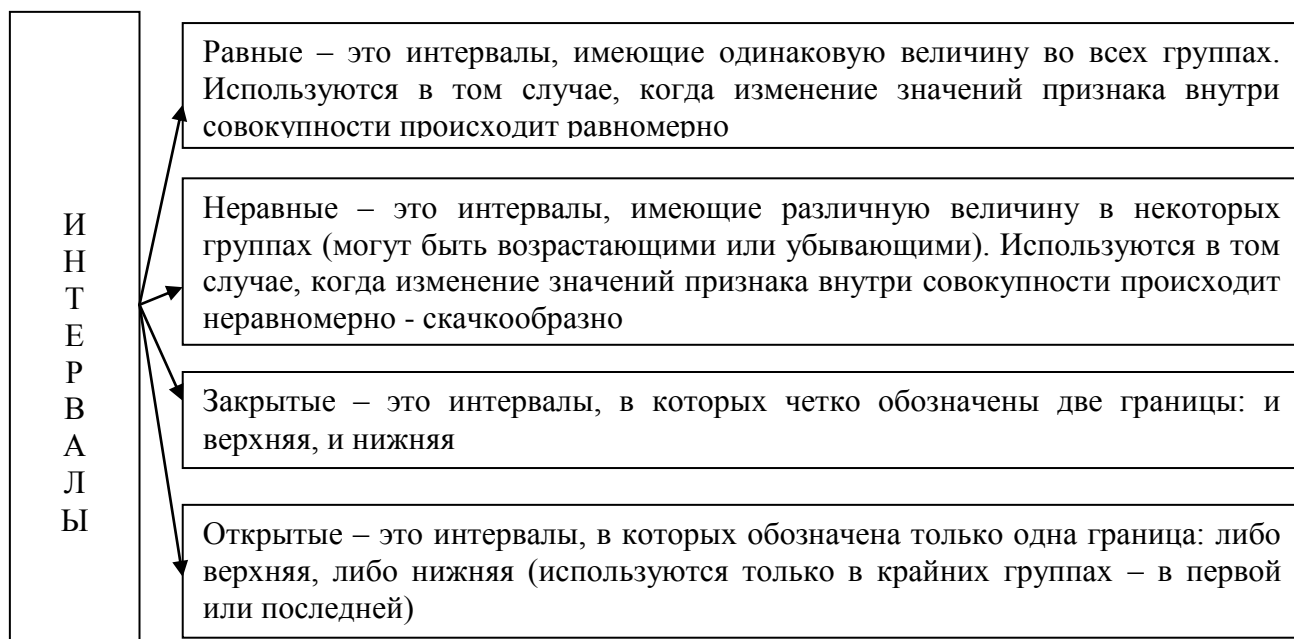 И
Н
Т
Е
Р
В
А
Л
Ы
Равные – это интервалы, имеющие одинаковую величину во всех группах.
Используются в том случае, когда изменение значений признака внутри
совокупности происходит равномерно
Неравные – это интервалы, имеющие различную величину в некоторых
группах (могут быть возрастающими или убывающими). Используются в том
случае, когда изменение значений признака внутри совокупности происходит
неравномерно - скачкообразно
Закрытые – это интервалы, в которых четко обозначены две границы: и
верхняя, и нижняя
Открытые – это интервалы, в которых обозначена только одна граница: либо
верхняя, либо нижняя (используются только в крайних группах – в первой
или последней)